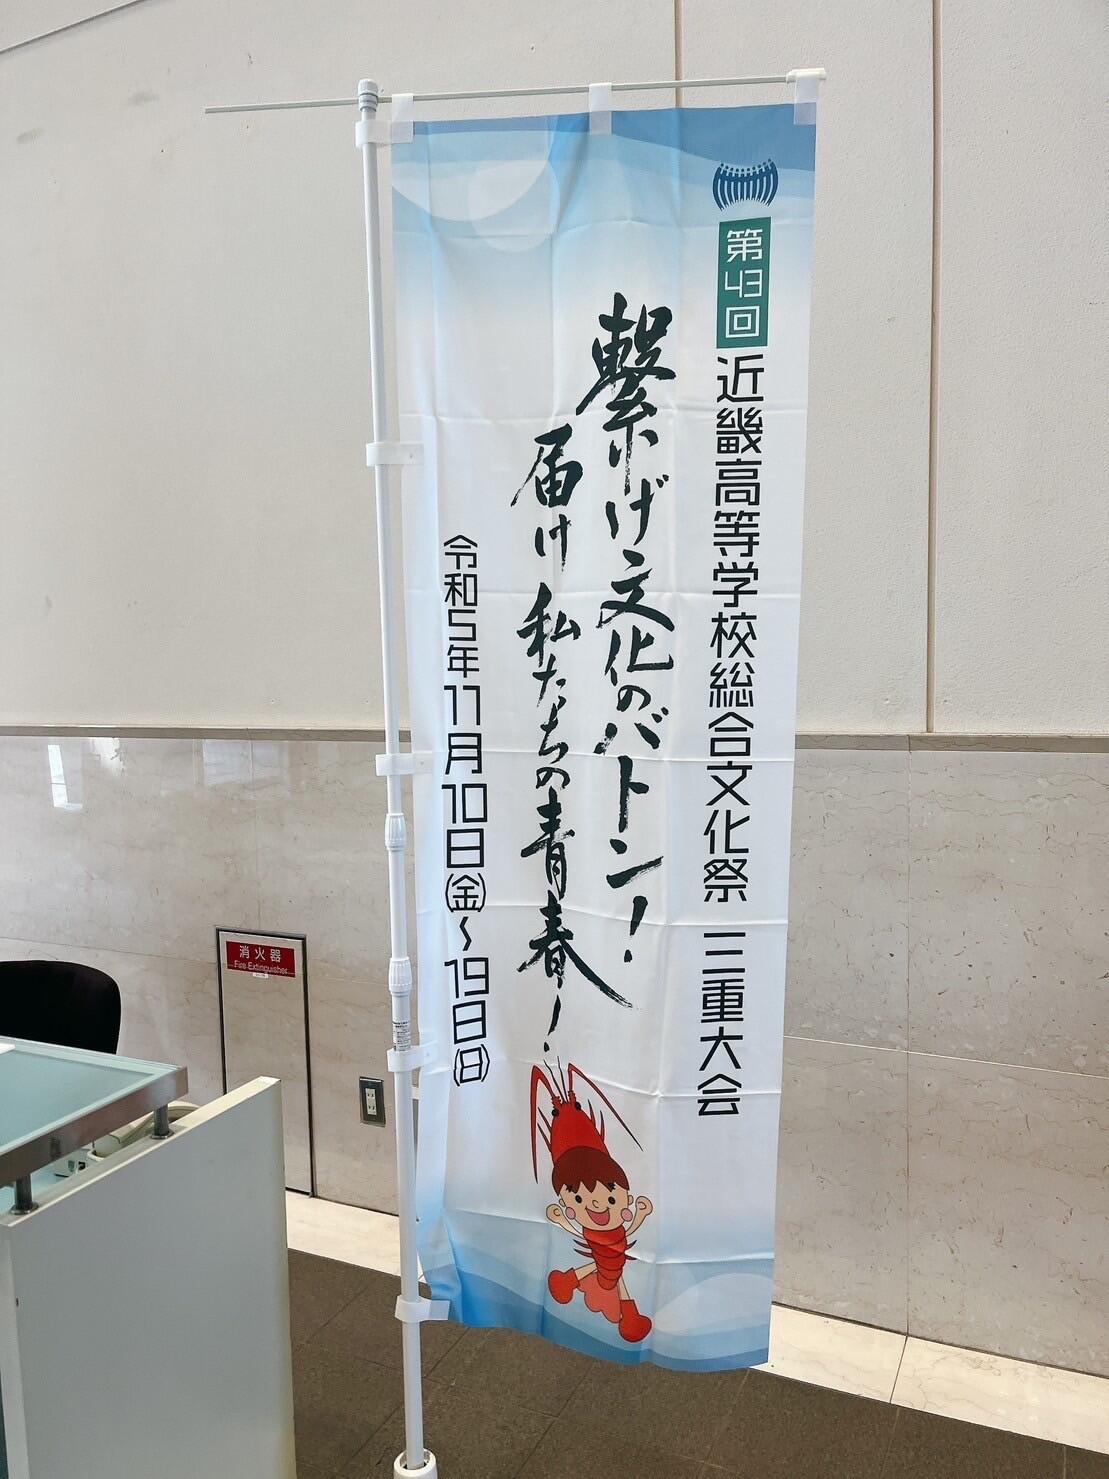 第43回 近畿高等学校総合文化祭 三重大会
繋げ文化のバトン！
届け私たちの青春！
令和5年11月10日(金)～19日(日)
消火器
Fire Extinguisher